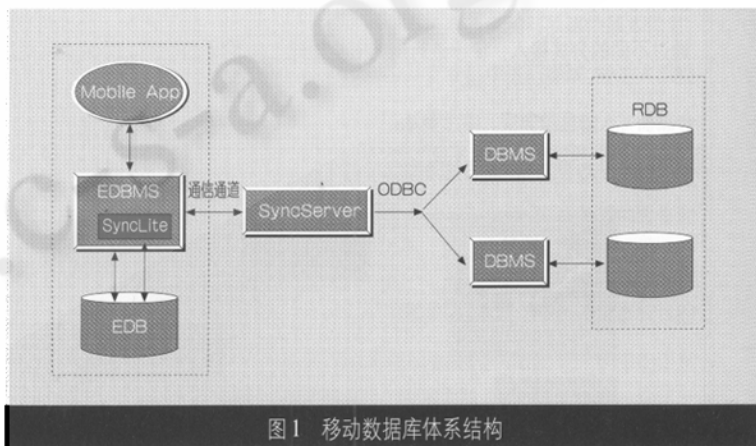 Mobile App
EDBMS
SyncLite
EDB
通信通道
SyncServer
ODBC
DBMS
DBMS
RDB
c-s-a.org
图1 移动数据库体系结构